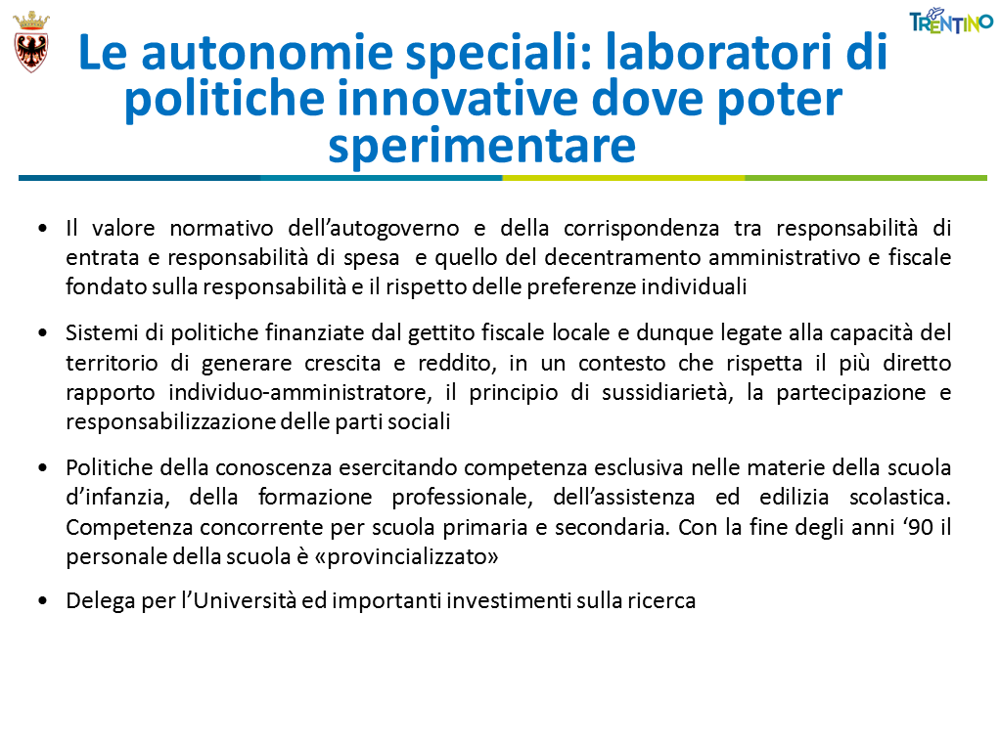 TRENTINO
Le autonomie speciali: laboratori di
politiche innovative dove poter
sperimentare
• Il valore normativo dell’autogoverno e della corrispondenza tra responsabilità di
entrata e responsabilità di spesa e quello del decentramento amministrativo e fiscale
fondato sulla responsabilità e il rispetto delle preferenze individuali
• Sistemi di politiche finanziate dal gettito fiscale locale e dunque legate alla capacità del
territorio di generare crescita e reddito, in un contesto che rispetta il più diretto
rapporto individuo-amministratore, il principio di sussidiarietà, la partecipazione e
responsabilizzazione delle parti sociali
• Politiche della conoscenza esercitando competenza esclusiva nelle materie della scuola
d’infanzia, della formazione professionale, dell’assistenza ed edilizia scolastica.
Competenza concorrente per scuola primaria e secondaria. Con la fine degli anni ‘90 il
personale della scuola è «provincializzato»
• Delega per l’Università ed importanti investimenti sulla ricerca